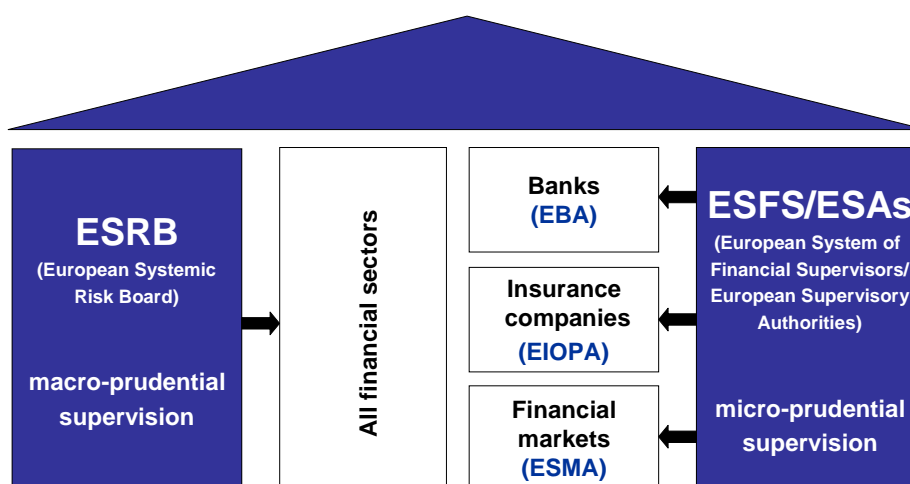 ESRB
(European Systemic
Risk Board)
macro-prudential
supervision
All financial sectors
Banks
(EBA)
Insurance
companies
(EIOPA)
Financial
markets
(ESMA)
ESFS/ESAs
(European System of
Financial Supervisors/
European Supervisory
Authorities)
micro-prudential
supervision